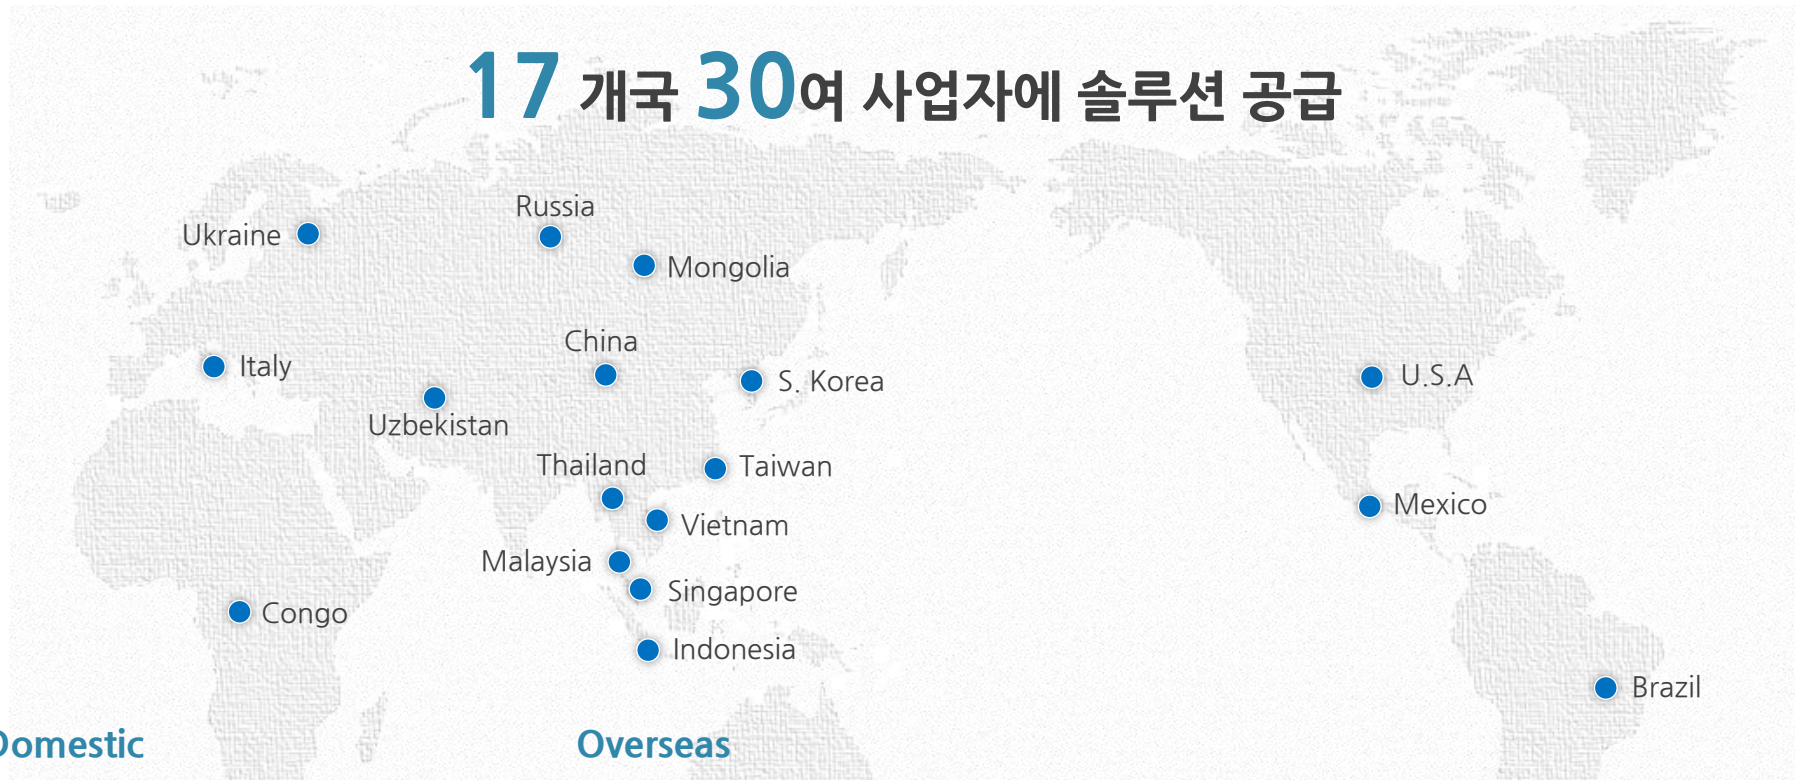 17 개국 30여 사업자에 솔루션 공급
Russia
Ukraine
Mongolia
China
Italy
S. Korea
U.S.A
Uzbekistan
Thailand
Taiwan
Mexico
Vietnam
Malaysia
Singapore
Congo
Indonesia
Brazil
Domestic
Overseas